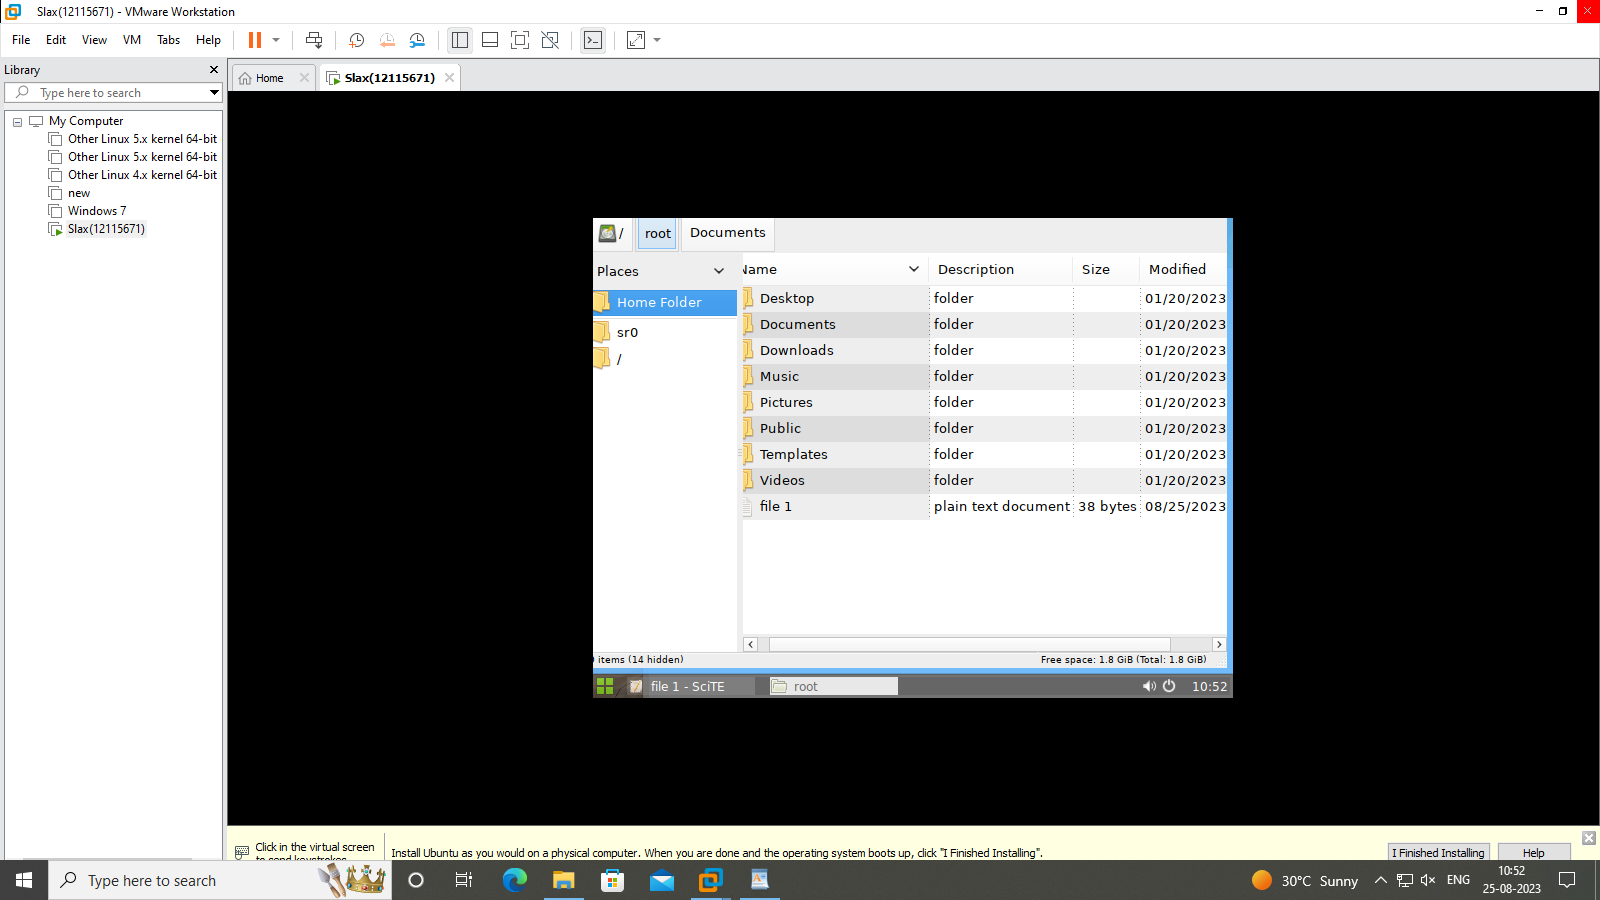 Slax(12115671) - VMware Workstation
File Edit View VM Tabs Help
Library
Type here to search
Home
Slax(12115671)
My Computer
Other Linux 5.x kernel 64-bit
Other Linux 5.x kernel 64-bit
Other Linux 4.x kernel 64-bit
new
Windows 7
Slax(12115671)
/ root Documents
Places
Home Folder
sr0
/
Name Description Size Modified
Desktop folder 01/20/2023
Documents folder 01/20/2023
Downloads folder 01/20/2023
Music folder 01/20/2023
Pictures folder 01/20/2023
Public folder 01/20/2023
Templates folder 01/20/2023
Videos folder 01/20/2023
file 1 plain text document 38 bytes 08/25/2023
items (14 hidden) Free space: 1.8 GiB (Total: 1.8 GiB)
file 1 - SciTE root 10:52
Click in the virtual screen
to send keystrokes
Install Ubuntu as you would on a physical computer. When you are done and the operating system boots up, click "I Finished Installing".
I Finished Installing Help
Type here to search
30°C Sunny ENG
10:52
25-08-2023